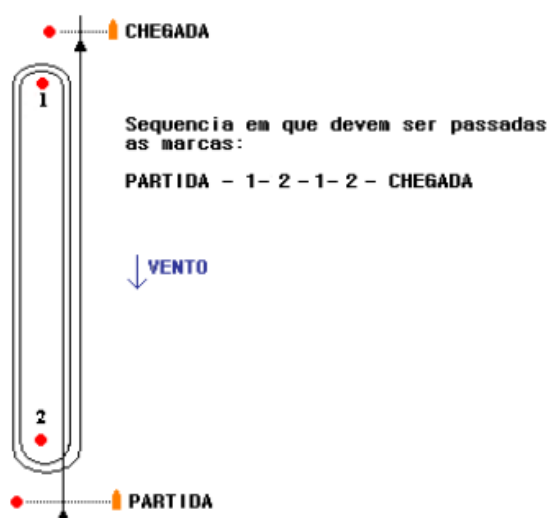 CHEGADA
1
Sequencia em que devem ser passadas
as marcas:
PARTIDA - 1- 2 -1- 2 - CHEGADA
VENTO
2
PARTIDA